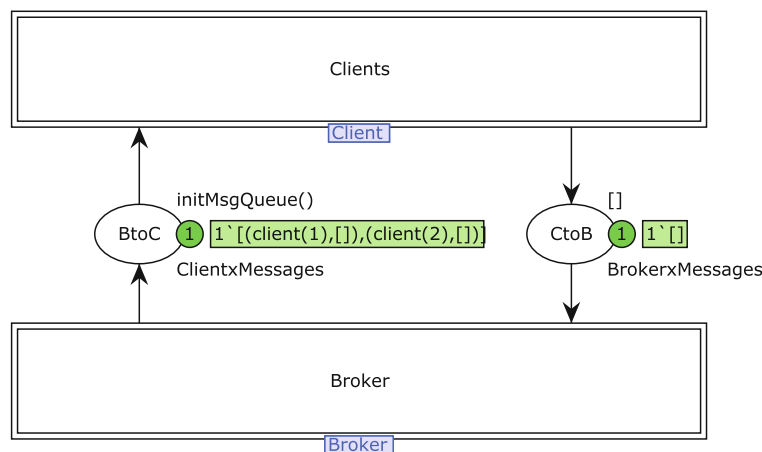 Clients
Client
initMsgQueue()
[]
BtoC
1
1`[(client(1),[]),(client(2),[])]
CtoB
1
1`[]
ClientxMessages
BrokerxMessages
Broker
Broker